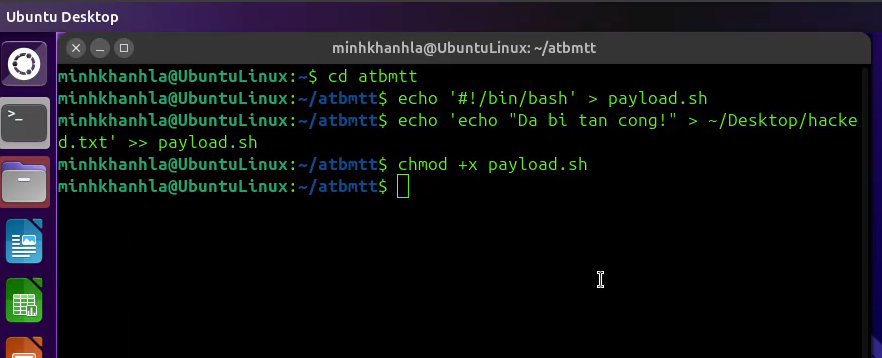 Ubuntu Desktop
minhkhanhla@UbuntuLinux: ~/atbmtt
minhkhanhla@UbuntuLinux:~$ cd atbmtt
minhkhanhla@UbuntuLinux:~/atbmtt$ echo '#!/bin/bash' > payload.sh
minhkhanhla@UbuntuLinux:~/atbmtt$ echo 'echo "Da bi tan cong!" > ~/Desktop/hacke
d.txt' >> payload.sh
minhkhanhla@UbuntuLinux:~/atbmtt$ chmod +x payload.sh
minhkhanhla@UbuntuLinux:~/atbmtt$